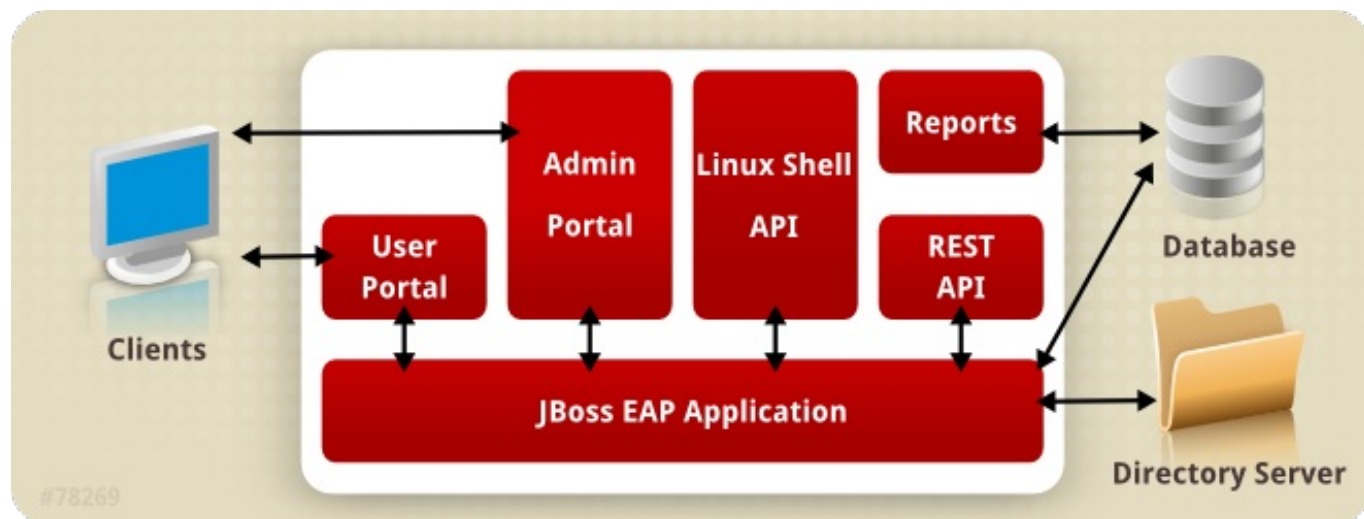 Admin
Portal
Linux Shell
API
Reports
User
Portal
REST
API
JBoss EAP Application
Clients
Database
Directory Server
#78269